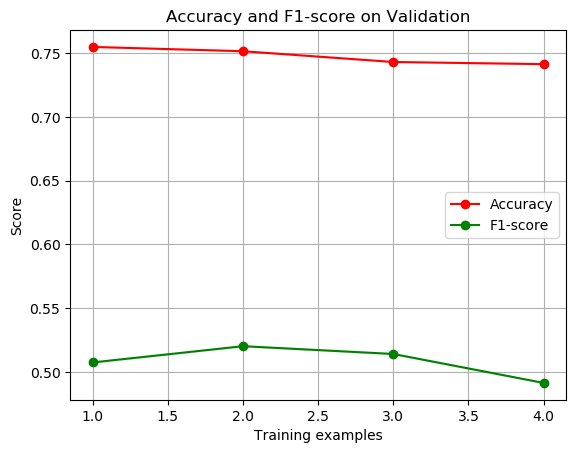 Accuracy and F1-score on Validation
0.75
0.70
0.65
0.60
0.55
0.50
Score
Accuracy
F1-score
1.0 1.5 2.0 2.5 3.0 3.5 4.0
Training examples